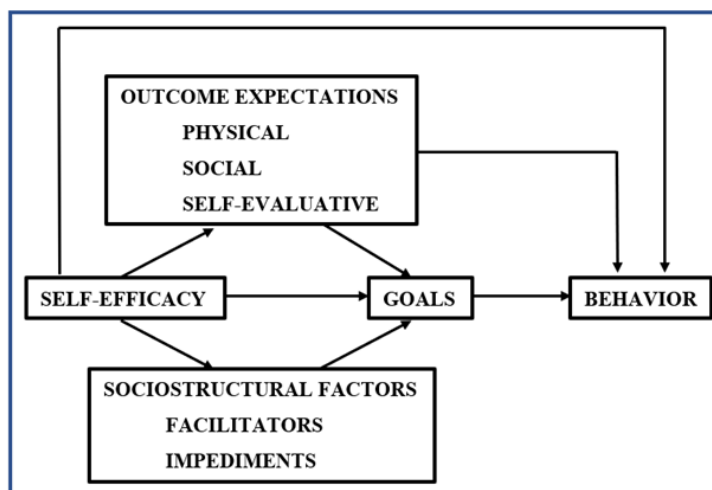 OUTCOME EXPECTATIONS
PHYSICAL
SOCIAL
SELF-EVALUATIVE
SELF-EFFICACY
GOALS
BEHAVIOR
SOCIOSTRUCTURAL FACTORS
FACILITATORS
IMPEDIMENTS